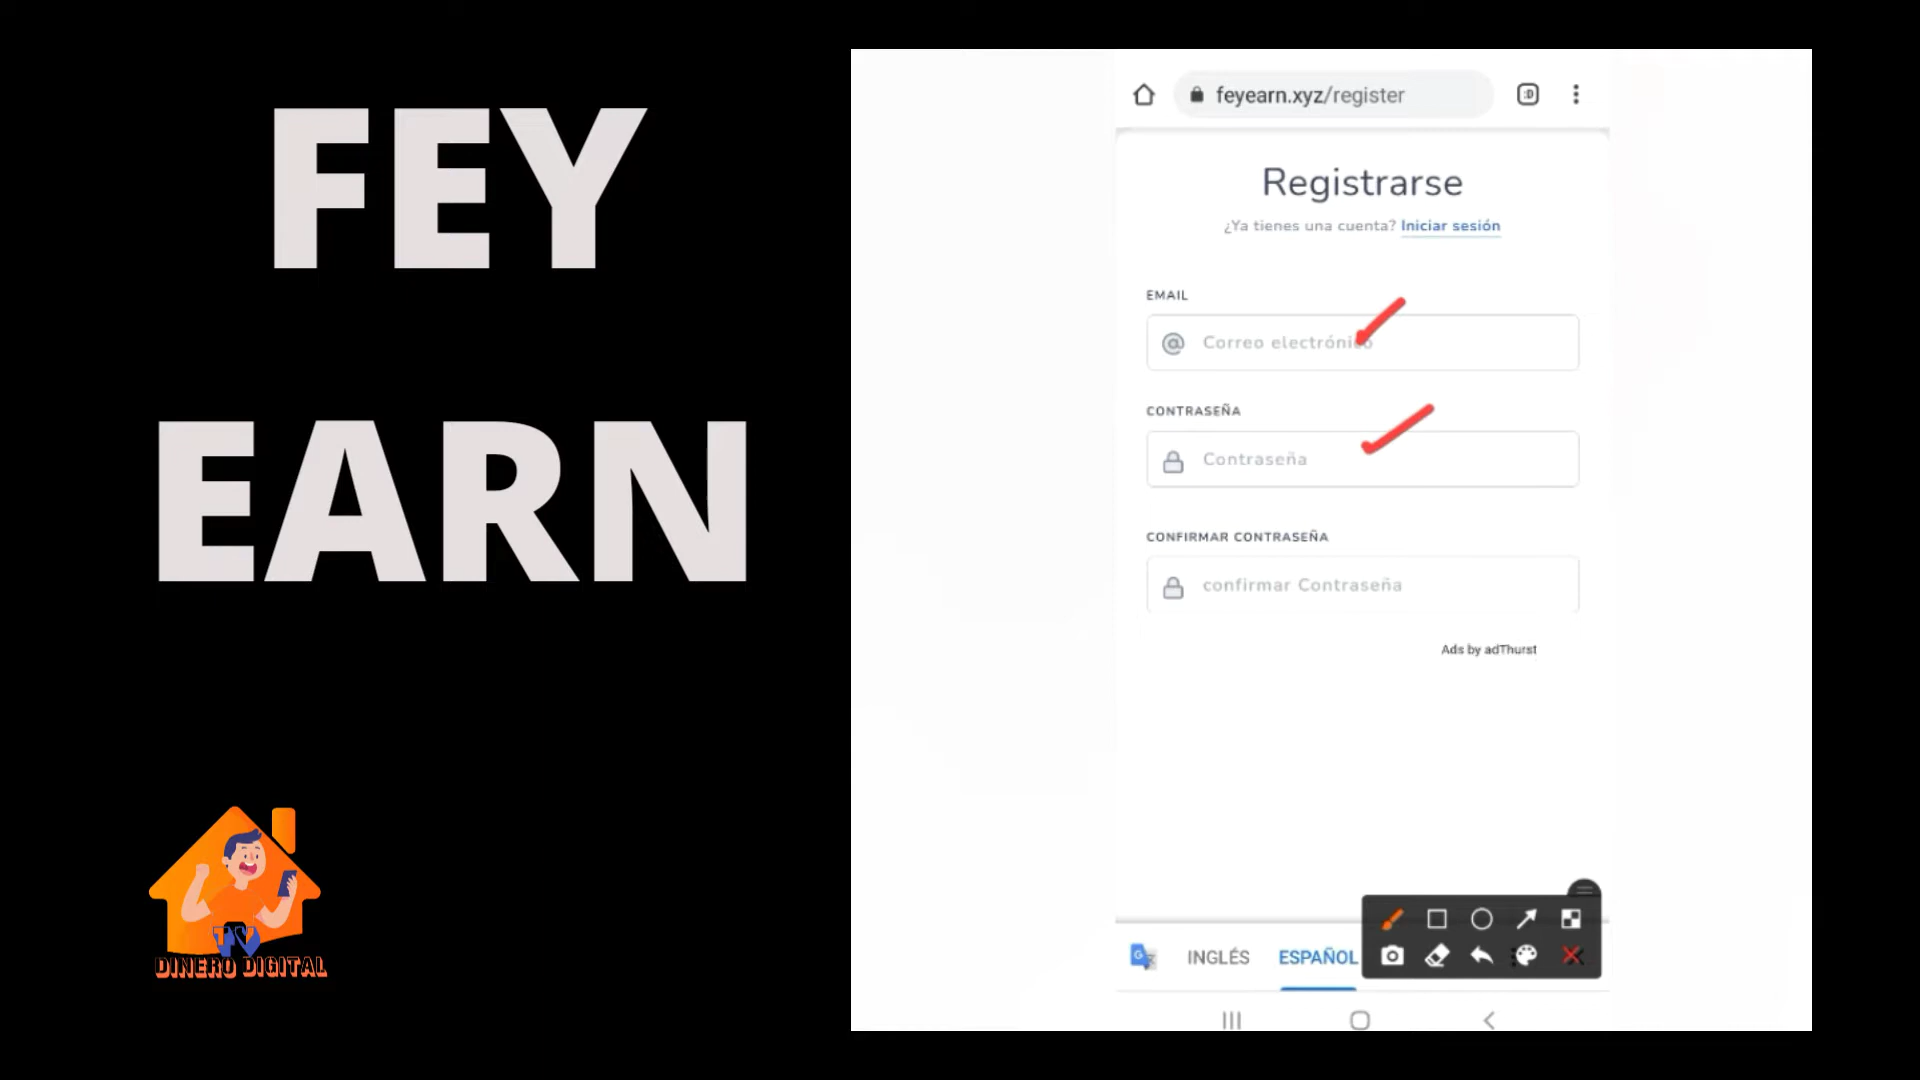 FEY
EARN
TV
DINERO DIGITAL
feyearn.xyz/register
:D
Registrarse
¿Ya tienes una cuenta? Iniciar sesión
EMAIL
@ Correo electrónico
CONTRASEÑA
Contraseña
CONFIRMAR CONTRASEÑA
confirmar Contraseña
Ads by adThurst
INGLÉS ESPAÑOL